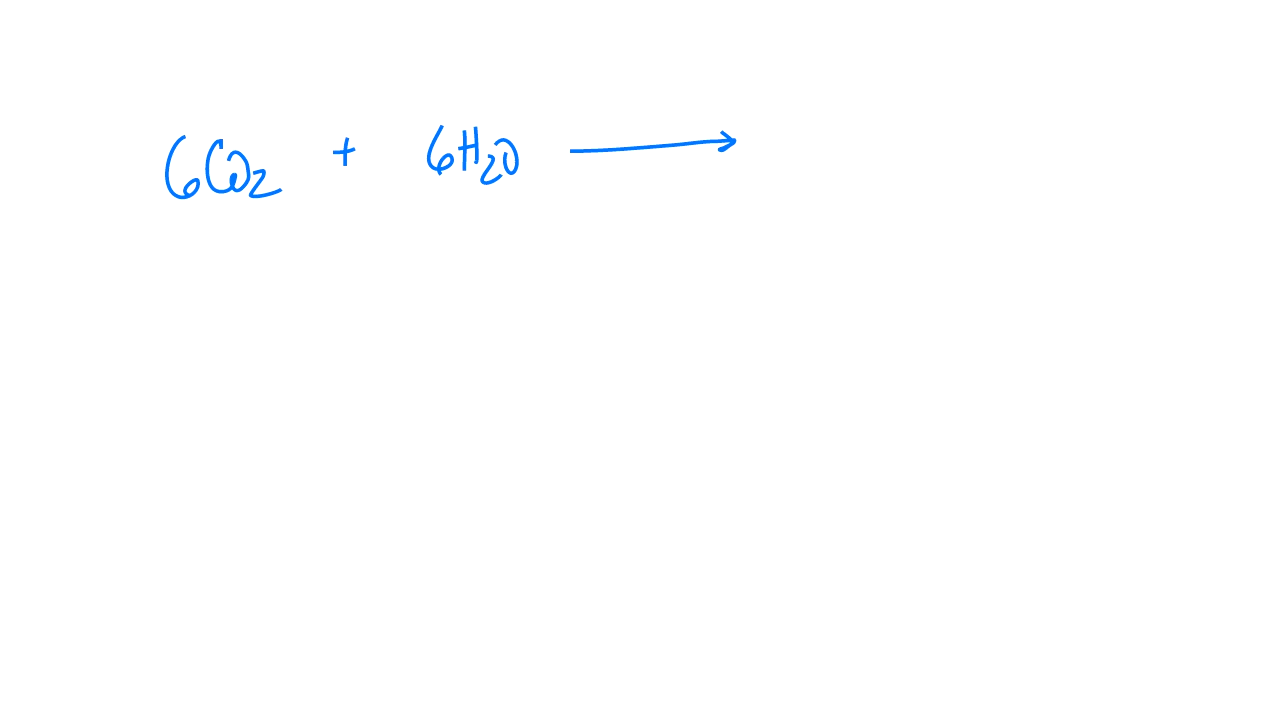 6CO₂ + 6H₂O ⟶